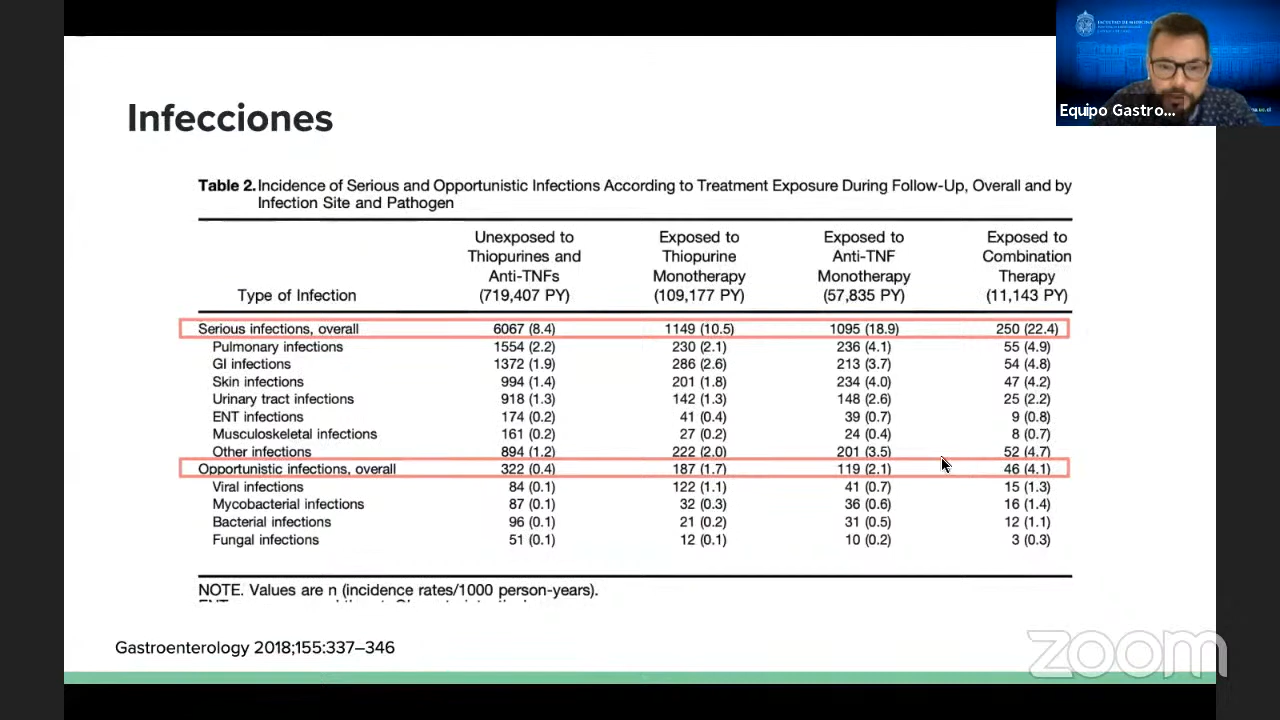 FACULTAD DE MEDICINA
Equipo Gastro...
Infecciones
Table 2. Incidence of Serious and Opportunistic Infections According to Treatment Exposure During Follow-Up, Overall and by
Infection Site and Pathogen
Type of Infection Unexposed to Thiopurines and Anti-TNFs (719,407 PY) Exposed to Thiopurine Monotherapy (109,177 PY) Exposed to Anti-TNF Monotherapy (57,835 PY) Exposed to Combination Therapy (11,143 PY)
Serious infections, overall 6067 (8.4) 1149 (10.5) 1095 (18.9) 250 (22.4)
Pulmonary infections 1554 (2.2) 230 (2.1) 236 (4.1) 55 (4.9)
GI infections 1372 (1.9) 286 (2.6) 213 (3.7) 54 (4.8)
Skin infections 994 (1.4) 201 (1.8) 234 (4.0) 47 (4.2)
Urinary tract infections 918 (1.3) 142 (1.3) 148 (2.6) 25 (2.2)
ENT infections 174 (0.2) 41 (0.4) 39 (0.7) 9 (0.8)
Musculoskeletal infections 161 (0.2) 27 (0.2) 24 (0.4) 8 (0.7)
Other infections 894 (1.2) 222 (2.0) 201 (3.5) 52 (4.7)
Opportunistic infections, overall 322 (0.4) 187 (1.7) 119 (2.1) 46 (4.1)
Viral infections 84 (0.1) 122 (1.1) 41 (0.7) 15 (1.3)
Mycobacterial infections 87 (0.1) 32 (0.3) 36 (0.6) 16 (1.4)
Bacterial infections 96 (0.1) 21 (0.2) 31 (0.5) 12 (1.1)
Fungal infections 51 (0.1) 12 (0.1) 10 (0.2) 3 (0.3)
NOTE. Values are n (incidence rates/1000 person-years).
Gastroenterology 2018;155:337–346
zoom